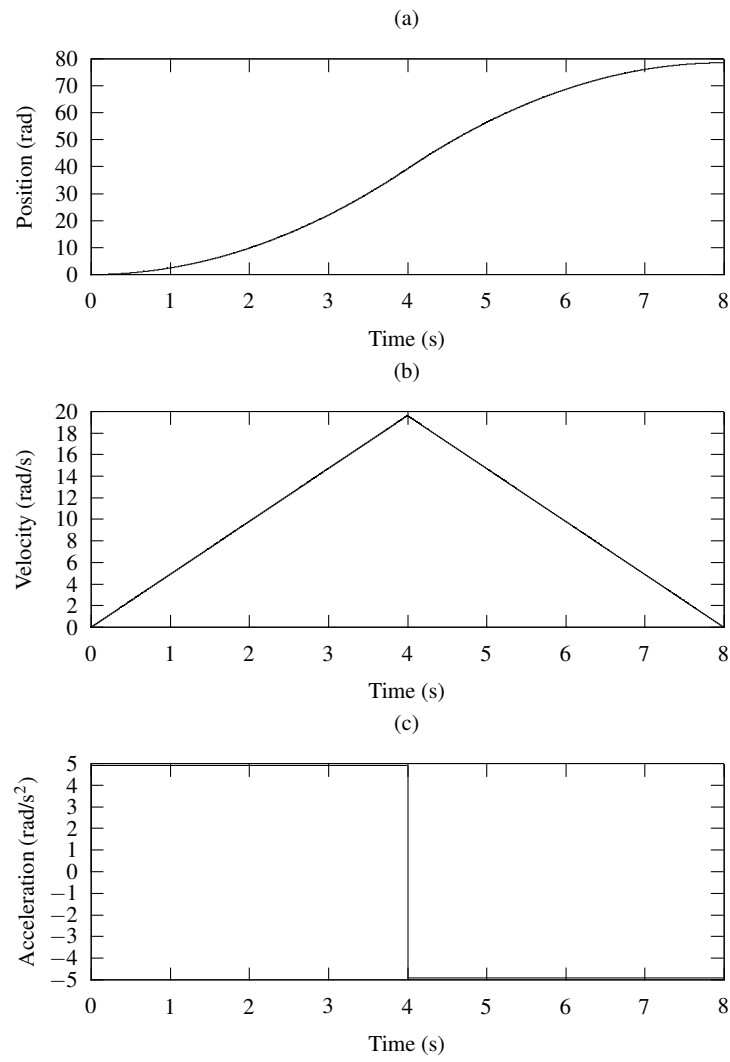 (a)
80
70
60
50
40
30
20
10
0
Position (rad)
0 1 2 3 4 5 6 7 8
Time (s)
(b)
20
18
16
14
12
10
8
6
4
2
0
Velocity (rad/s)
0 1 2 3 4 5 6 7 8
Time (s)
(c)
5
4
3
2
1
0
−1
−2
−3
−4
−5
Acceleration (rad/s²)
0 1 2 3 4 5 6 7 8
Time (s)